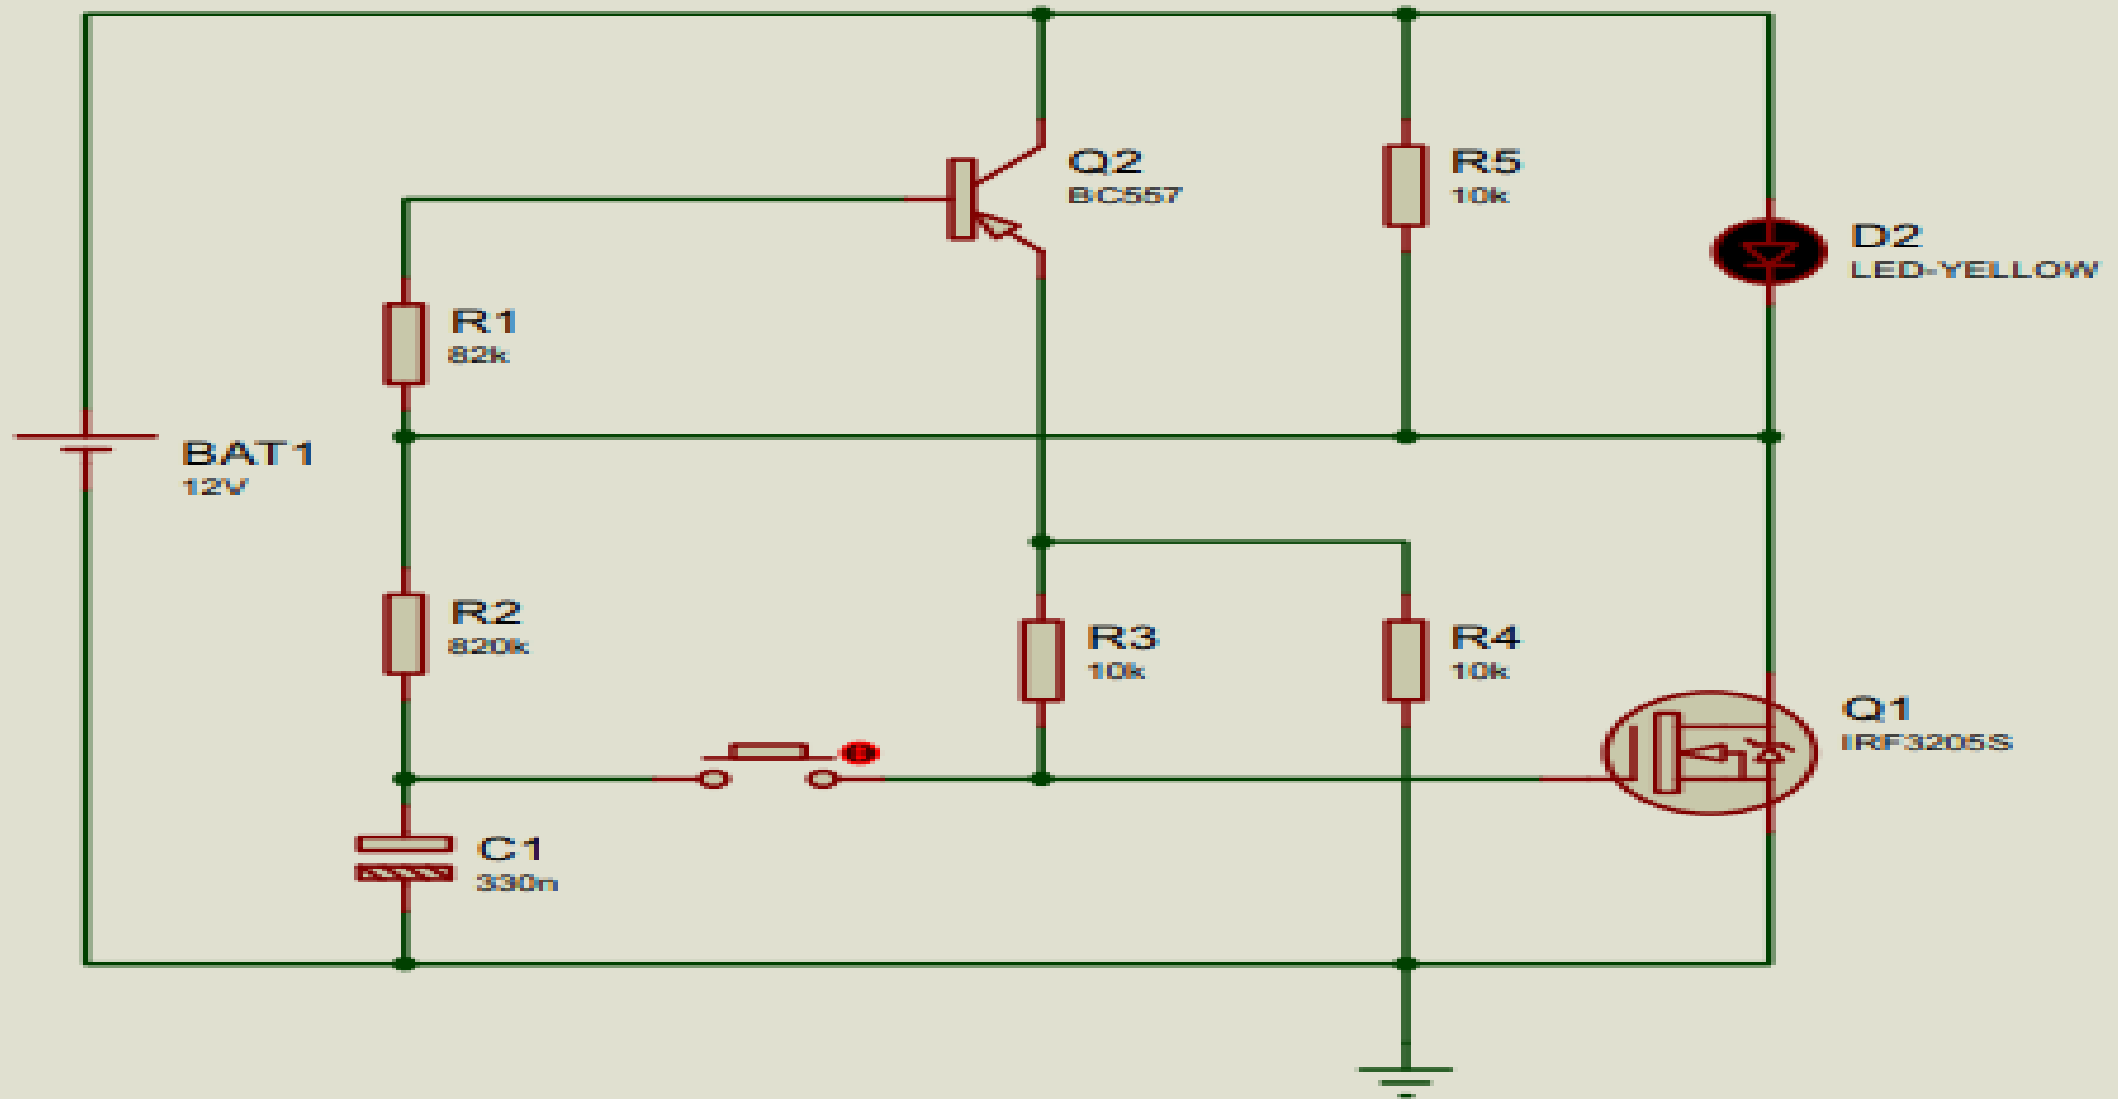 Q2
BC557
R5
10k
D2
LED-YELLOW
R1
82k
BAT1
12V
R2
820k
R3
10k
R4
10k
Q1
IRF3205S
C1
330n